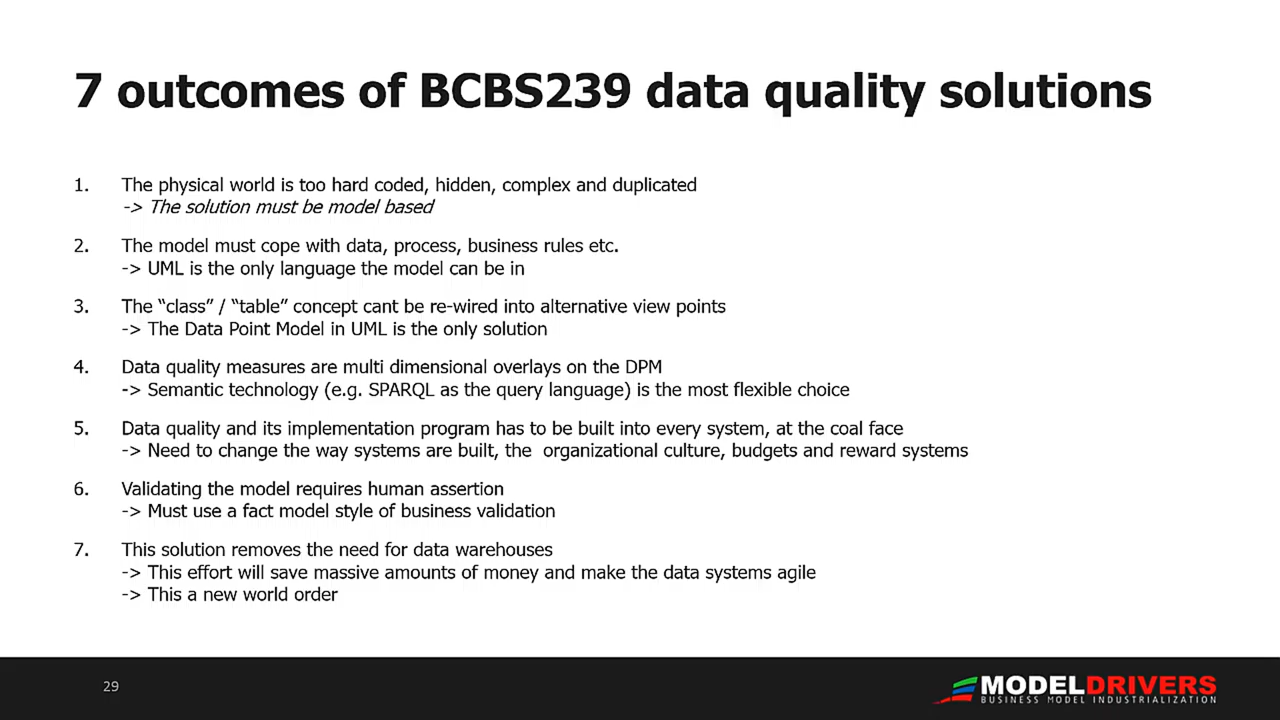 7 outcomes of BCBS239 data quality solutions
1. The physical world is too hard coded, hidden, complex and duplicated
-> The solution must be model based
2. The model must cope with data, process, business rules etc.
-> UML is the only language the model can be in
3. The “class” / “table” concept cant be re-wired into alternative view points
-> The Data Point Model in UML is the only solution
4. Data quality measures are multi dimensional overlays on the DPM
-> Semantic technology (e.g. SPARQL as the query language) is the most flexible choice
5. Data quality and its implementation program has to be built into every system, at the coal face
-> Need to change the way systems are built, the  organizational culture, budgets and reward systems
6. Validating the model requires human assertion
-> Must use a fact model style of business validation
7. This solution removes the need for data warehouses
-> This effort will save massive amounts of money and make the data systems agile
-> This a new world order
29
MODELDRIVERS
BUSINESS MODEL INDUSTRIALIZATION